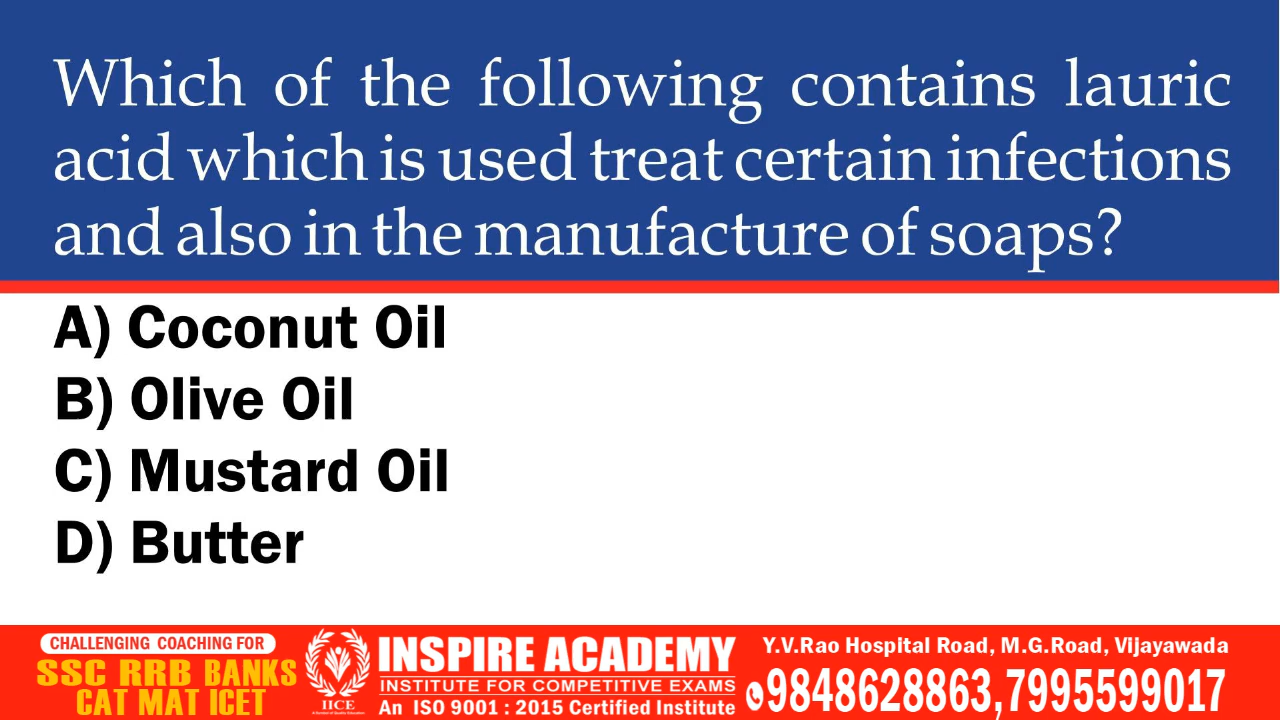 Which of the following contains lauric
acid which is used treat certain infections
and also in the manufacture of soaps?
A) Coconut Oil
B) Olive Oil
C) Mustard Oil
D) Butter
CHALLENGING COACHING FOR
SSC RRB BANKS
CAT MAT ICET
IICE
INSPIRE ACADEMY
INSTITUTE FOR COMPETITIVE EXAMS
An ISO 9001 : 2015 Certified Institute
Y.V.Rao Hospital Road, M.G.Road, Vijayawada
9848628863,7995599017